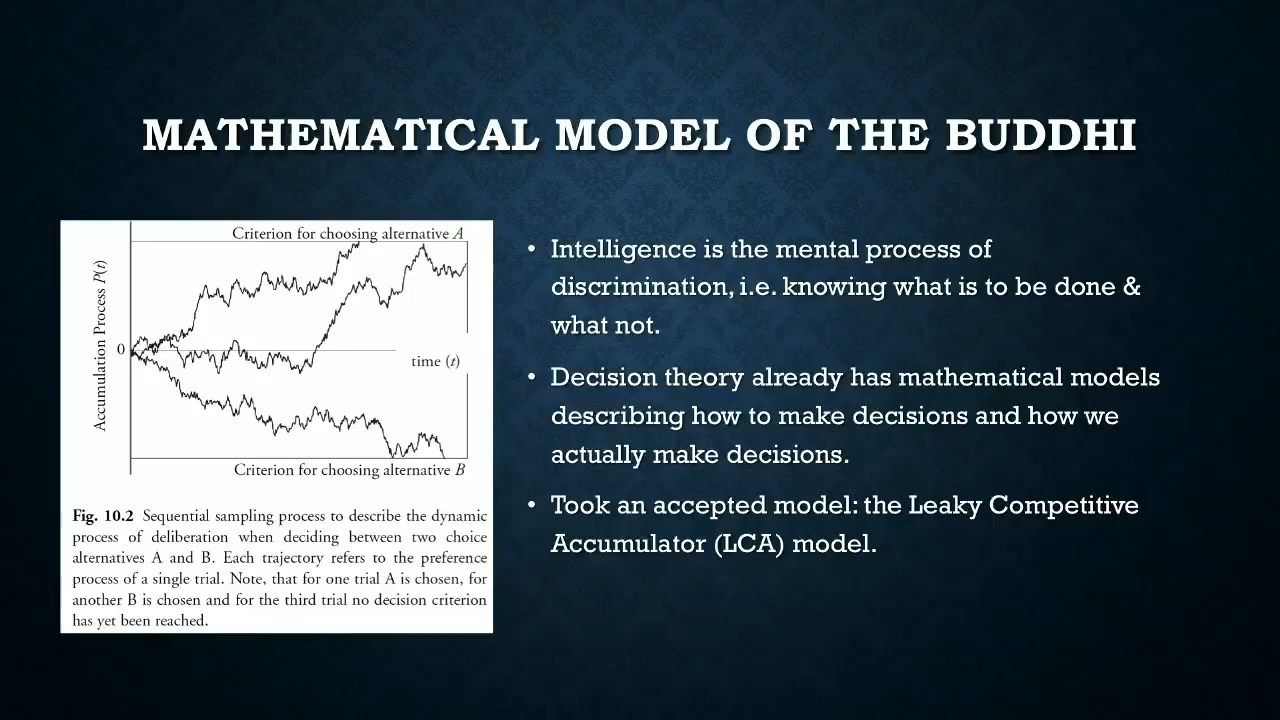 MATHEMATICAL MODEL OF THE BUDDHI
Criterion for choosing alternative A
Accumulation Process P(t)
0
time (t)
Criterion for choosing alternative B
Fig. 10.2 Sequential sampling process to describe the dynamic
process of deliberation when deciding between two choice
alternatives A and B. Each trajectory refers to the preference
process of a single trial. Note, that for one trial A is chosen, for
another B is chosen and for the third trial no decision criterion
has yet been reached.
• Intelligence is the mental process of
discrimination, i.e. knowing what is to be done &
what not.
• Decision theory already has mathematical models
describing how to make decisions and how we
actually make decisions.
• Took an accepted model: the Leaky Competitive
Accumulator (LCA) model.